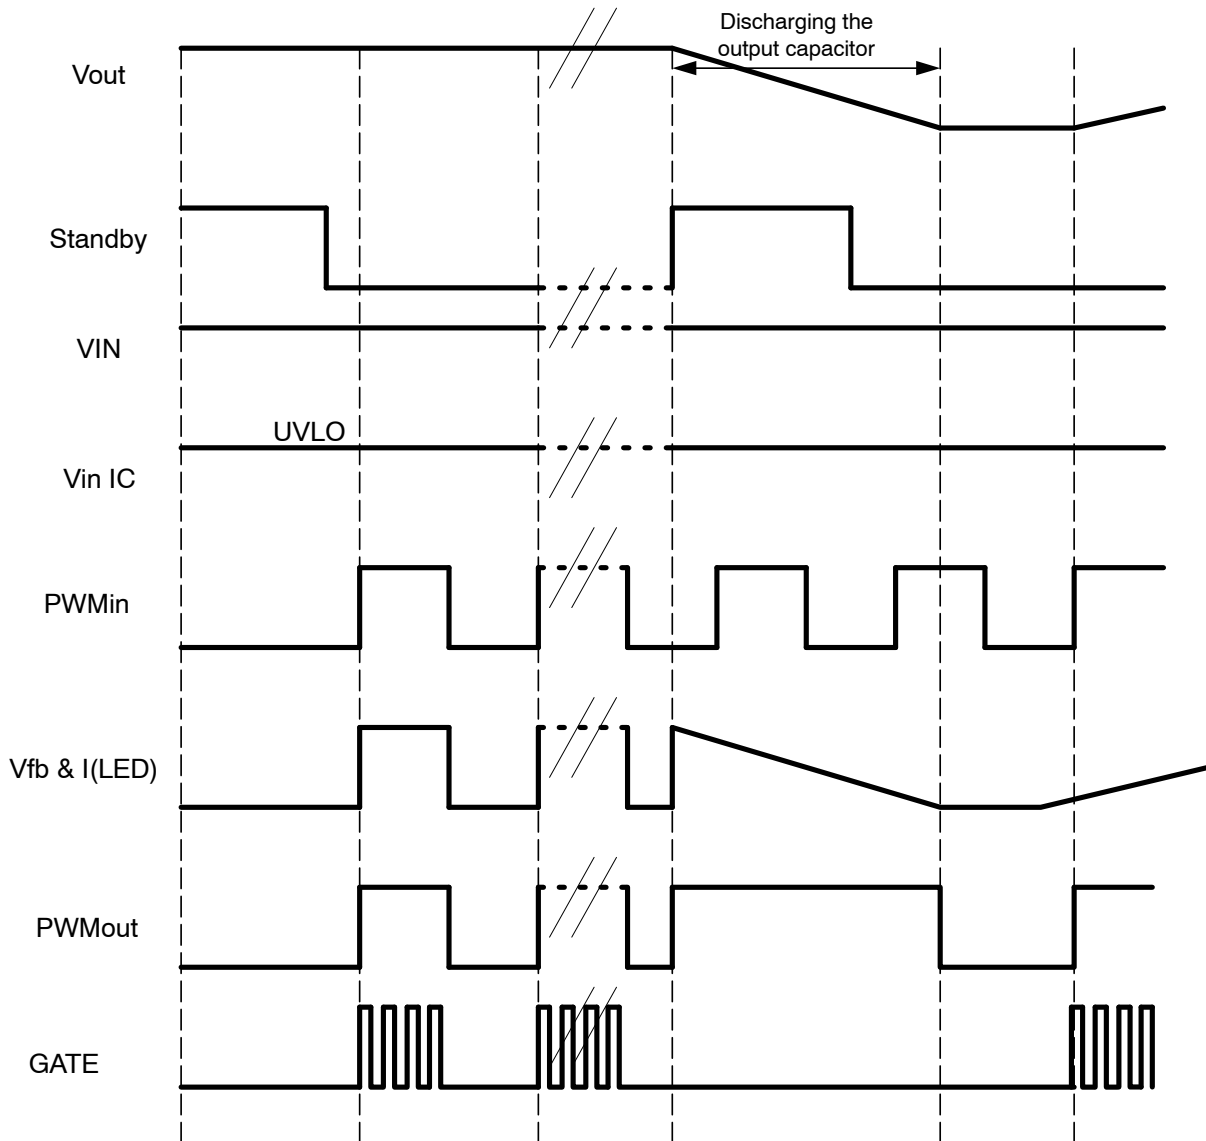 Discharging the
output capacitor
Vout
Standby
VIN
UVLO
Vin IC
PWMin
Vfb & I(LED)
PWMout
GATE